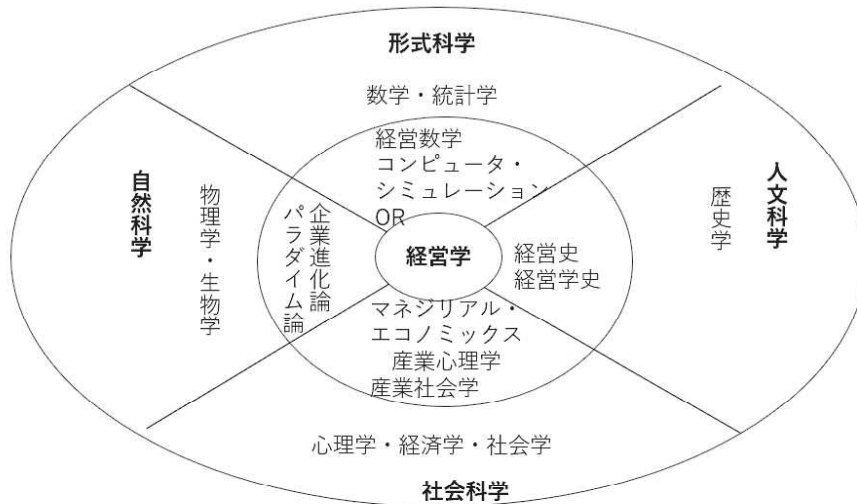 形式科学
数学・統計学
経営数学
コンピュータ・
シミュレーション
OR
自然科学
物理学・生物学
企業進化論
パラダイム論
経営学
経営史
経営学史
歴史学
人文科学
マネジリアル・
エコノミックス
産業心理学
産業社会学
心理学・経済学・社会学
社会科学